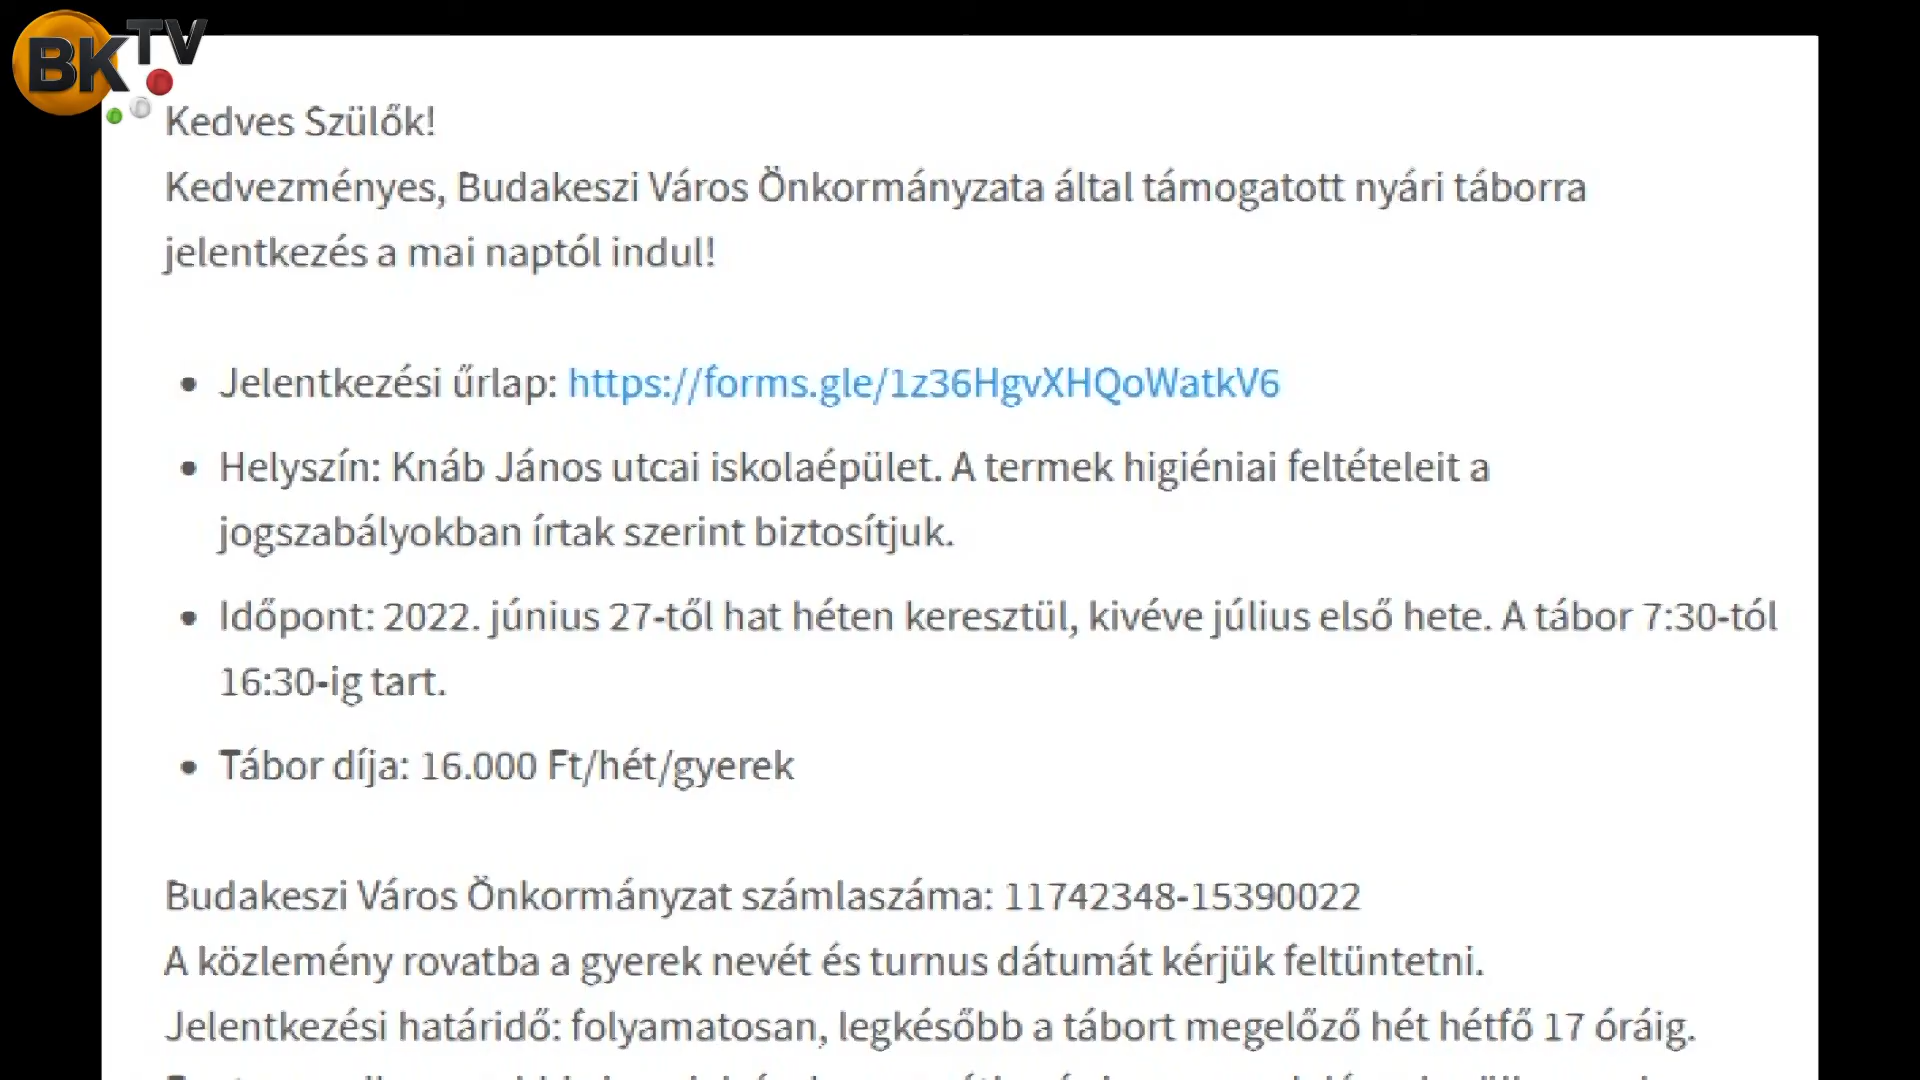 BKTV
Kedves Szülők!
Kedvezményes, Budakeszi Város Önkormányzata által támogatott nyári táborra
jelentkezés a mai naptól indul!
• Jelentkezési űrlap: https://forms.gle/1z36HgvXHQoWatkV6
• Helyszín: Knáb János utcai iskolaépület. A termek higiéniai feltételeit a
jogszabályokban írtak szerint biztosítjuk.
• Időpont: 2022. június 27-től hat héten keresztül, kivéve július első hete. A tábor 7:30-tól
16:30-ig tart.
• Tábor díja: 16.000 Ft/hét/gyerek
Budakeszi Város Önkormányzat számlaszáma: 11742348-15390022
A közlemény rovatba a gyerek nevét és turnus dátumát kérjük feltüntetni.
Jelentkezési határidő: folyamatosan, legkésőbb a tábort megelőző hét hétfő 17 óráig.